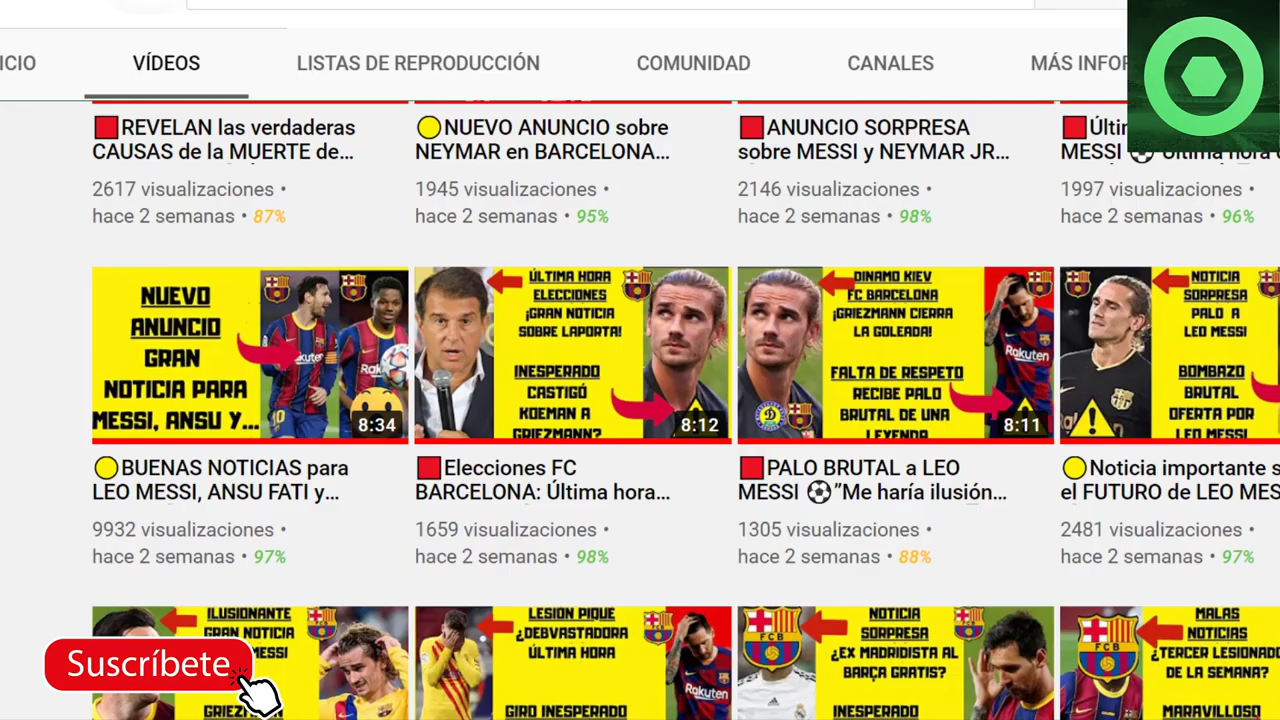 ICIO
VÍDEOS
LISTAS DE REPRODUCCIÓN
COMUNIDAD
CANALES
MÁS INFOR
REVELAN las verdaderas
CAUSAS de la MUERTE de...
2617 visualizaciones •
hace 2 semanas • 87%
NUEVO ANUNCIO sobre
NEYMAR en BARCELONA...
1945 visualizaciones •
hace 2 semanas • 95%
ANUNCIO SORPRESA
sobre MESSI y NEYMAR JR...
2146 visualizaciones •
hace 2 semanas • 98%
MESSI
1997 visualizaciones •
hace 2 semanas • 96%
NUEVO
ANUNCIO
GRAN
NOTICIA PARA
MESSI, ANSU Y...
Rakuten
8:34
BUENAS NOTICIAS para
LEO MESSI, ANSU FATI y...
9932 visualizaciones •
hace 2 semanas • 97%
ÚLTIMA HORA
ELECCIONES
¡GRAN NOTICIA
SOBRE LAPORTA!
INESPERADO
CASTIGÓ
KOEMAN A
GRIEZMANN?
8:12
Elecciones FC
BARCELONA: Última hora...
1659 visualizaciones •
hace 2 semanas • 98%
DINAMO KIEV
FC BARCELONA
¡GRIEZMANN CIERRA
LA GOLEADA!
FALTA DE RESPETO
RECIBE PALO
BRUTAL DE UNA
LEYENDA
Rakuten
8:11
PALO BRUTAL a LEO
MESSI ⚽"Me haría ilusión...
1305 visualizaciones •
hace 2 semanas • 88%
NOTICIA
SORPRESA
PALO A
LEO MESSI
BOMBAZO
BRUTAL
OFERTA POR
LEO MESSI
Noticia importante s
el FUTURO de LEO MES
2481 visualizaciones •
hace 2 semanas • 97%
ILUSIONANTE
GRAN NOTICIA
MESSI
GRIEZMAN
Suscríbete
LESION PIQUE
¿DEBVASTADORA
ÚLTIMA HORA
GIRO INESPERADO
Rakuten
FCB
NOTICIA
SORPRESA
¿EX MADRIDISTA AL
BARÇA GRATIS?
INESPERADO
FCB
MALAS
NOTICIAS
¿TERCER LESIONADO
DE LA SEMANA?
MARAVILLOSO